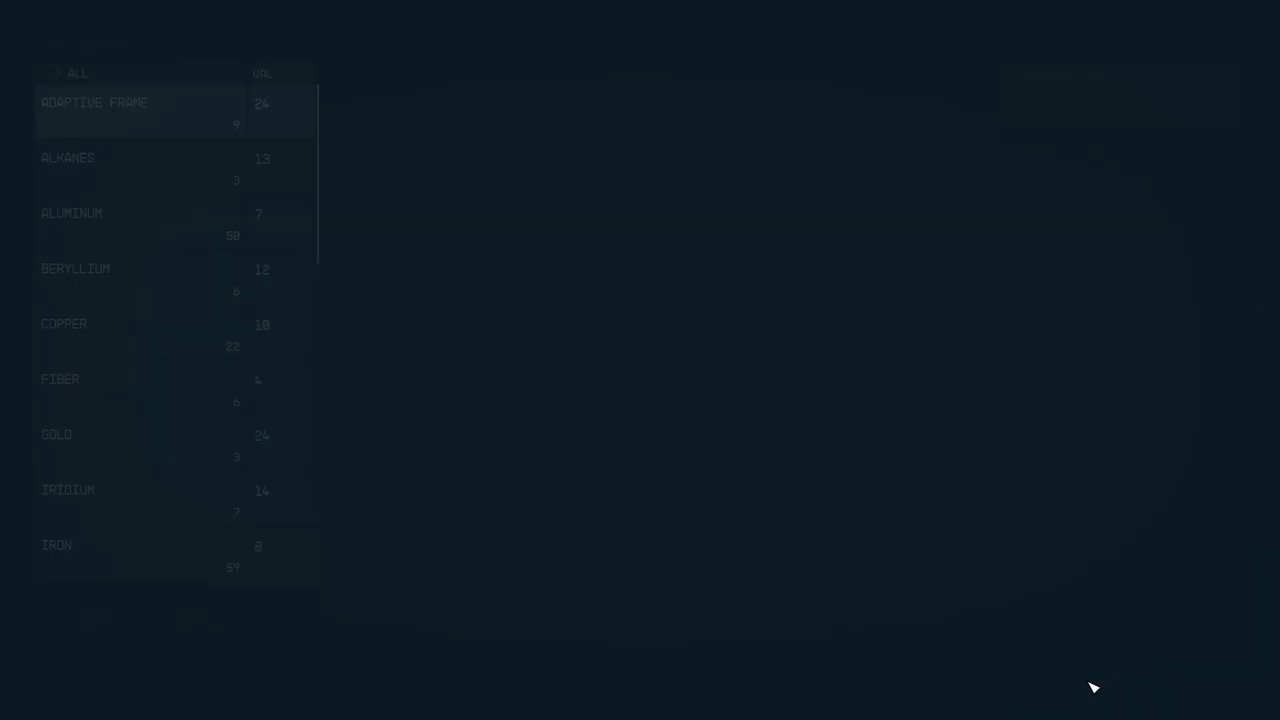 ALL VAL
ADAPTIVE FRAME 24
9
ALKANES 13
3
ALUMINUM 7
50
BERYLLIUM 12
6
COPPER 10
22
FIBER 4
6
GOLD 24
3
IRIDIUM 14
7
IRON 8
59